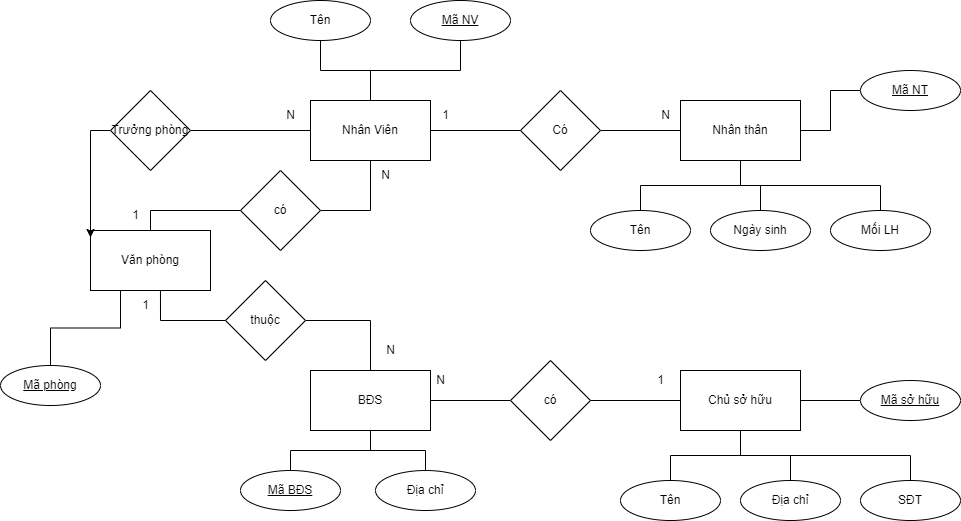 Tên
Mã NV
Mã NT
Trưởng phòng
N
Nhân Viên
1
Có
N
Nhân thân
N
có
1
Tên
Ngày sinh
Mối LH
Văn phòng
1
thuộc
N
Mã phòng
BĐS
N
có
1
Chủ sở hữu
Mã sở hữu
Mã BĐS
Địa chỉ
Tên
Địa chỉ
SĐT